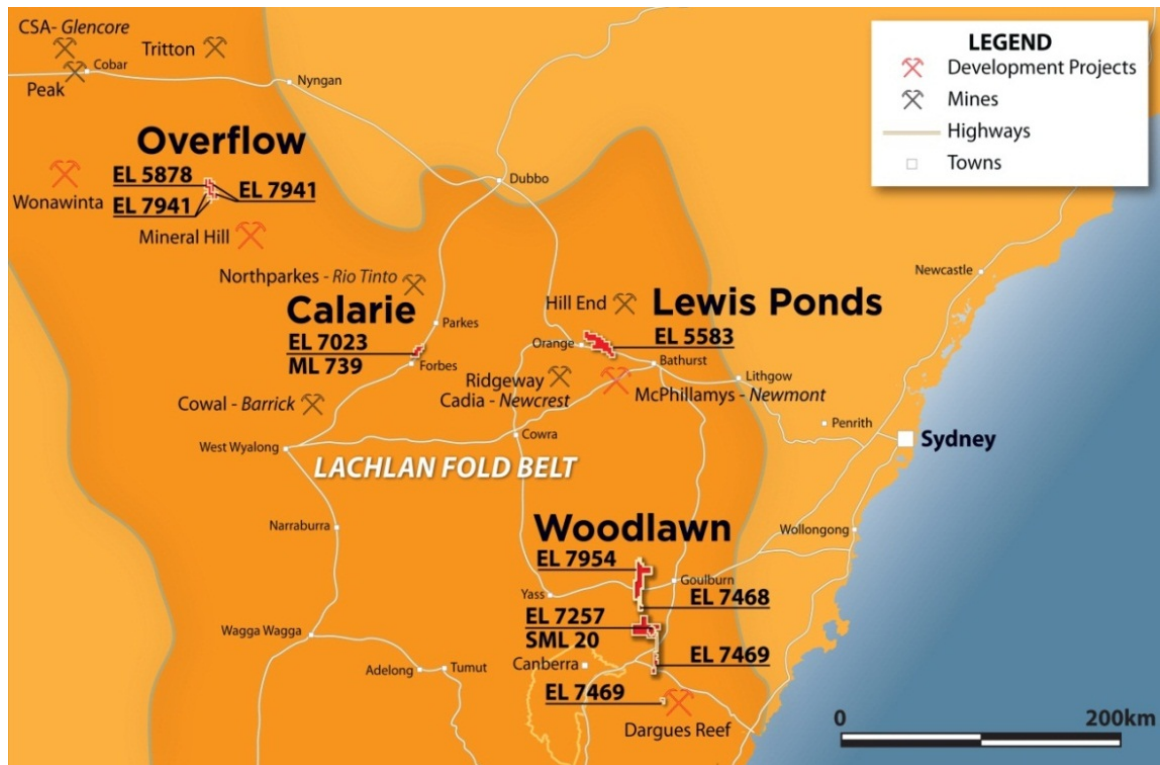 CSA- Glencore
Tritton
Cobar
Peak
Nyngan
LEGEND
Development Projects
Mines
Highways
Towns
Overflow
EL 5878
EL 7941
EL 7941
Wonawinta
Mineral Hill
Dubbo
Newcastle
Northparkes - Rio Tinto
Calarie
EL 7023
ML 739
Parkes
Forbes
Hill End
Lewis Ponds
EL 5583
Orange
Bathurst
Ridgeway
Cadia - Newcrest
McPhillamys - Newmont
Lithgow
Penrith
Sydney
Cowal - Barrick
West Wyalong
Cowra
LACHLAN FOLD BELT
Narraburra
Wollongong
Woodlawn
EL 7954
Goulburn
Yass
EL 7468
EL 7257
SML 20
Wagga Wagga
Canberra
EL 7469
Adelong
Tumut
EL 7469
Dargues Reef
0
200km